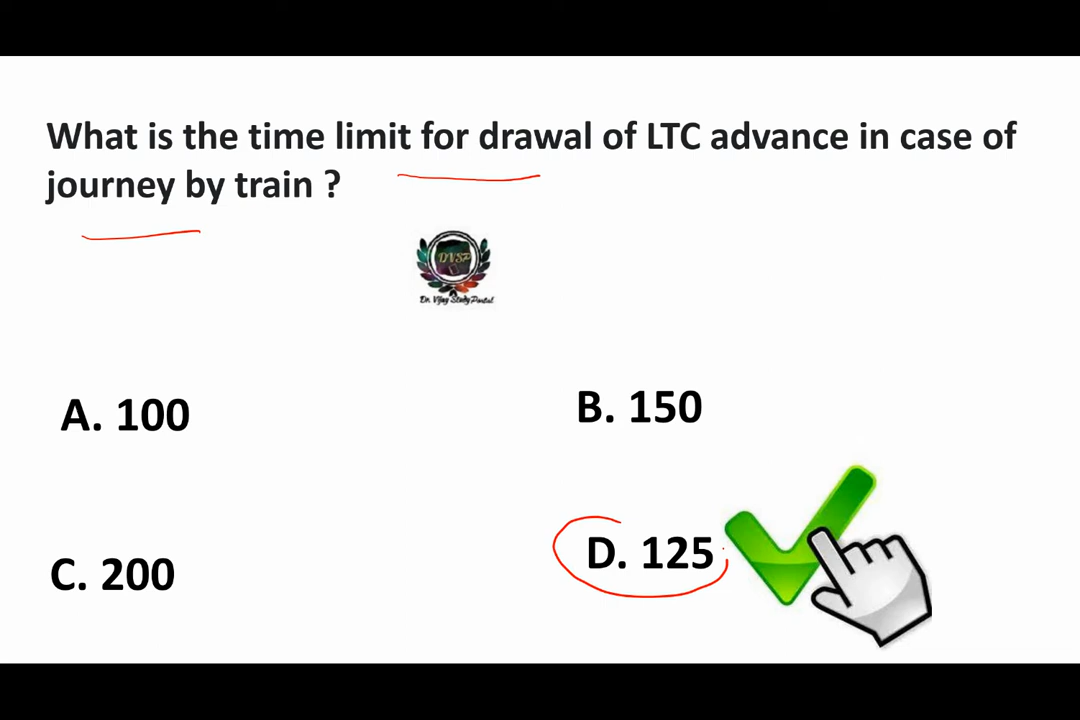 What is the time limit for drawal of LTC advance in case of
journey by train ?
DVSP
Dr. Vijay Study Portal
A. 100
B. 150
C. 200
D. 125